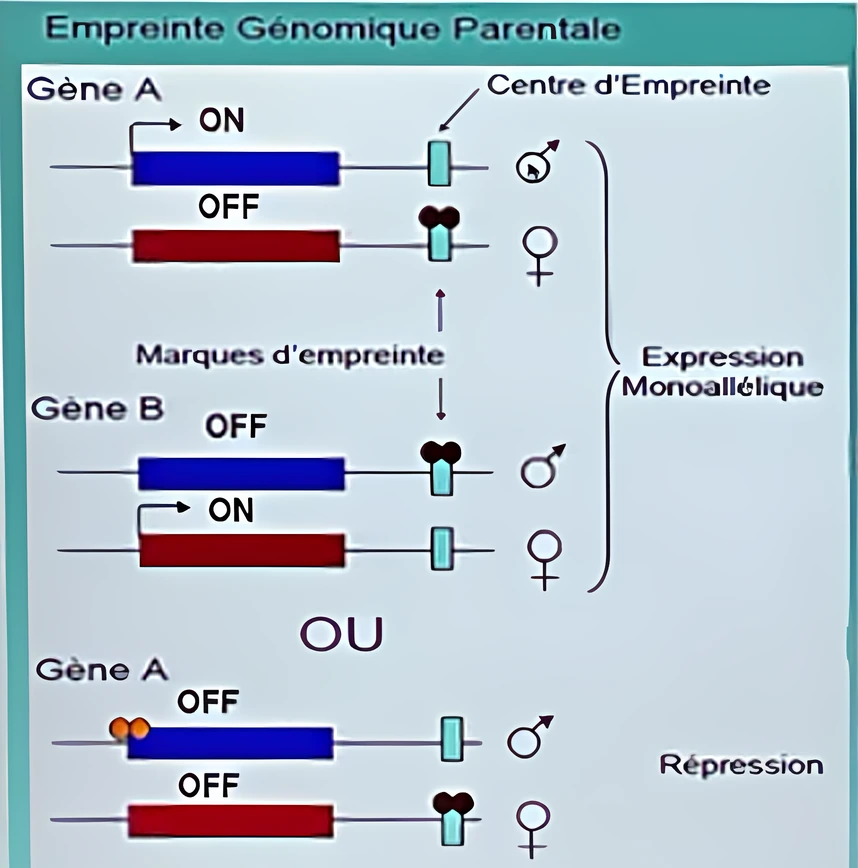 Empreinte Génomique Parentale
Gène A
Centre d'Empreinte
ON
OFF
Marques d'empreinte
Expression
Monoallélique
Gène B
OFF
ON
OU
Gène A
OFF
OFF
Répression